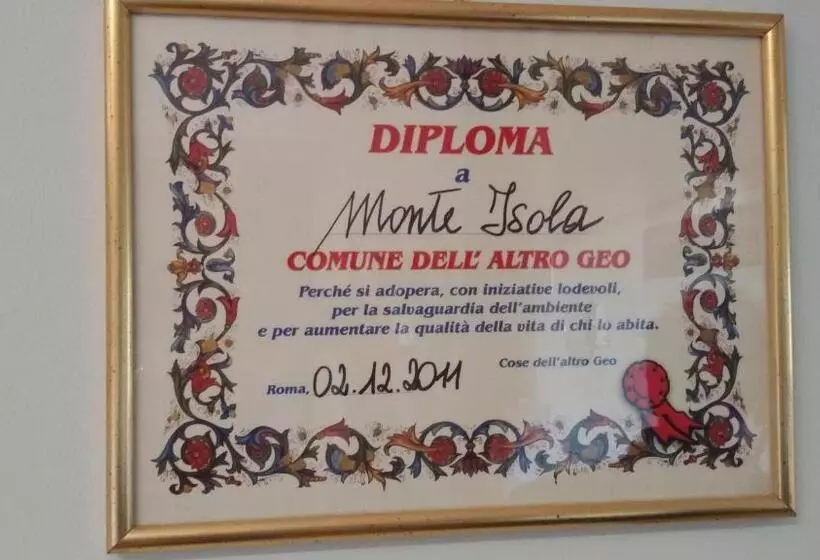 DIPLOMA
a
Monte Isola
COMUNE DELL' ALTRO GEO
Perché si adopera, con iniziative lodevoli,
per la salvaguardia dell'ambiente
e per aumentare la qualità della vita di chi lo abita.
Cose dell'altro Geo
Roma, 02.12.2011